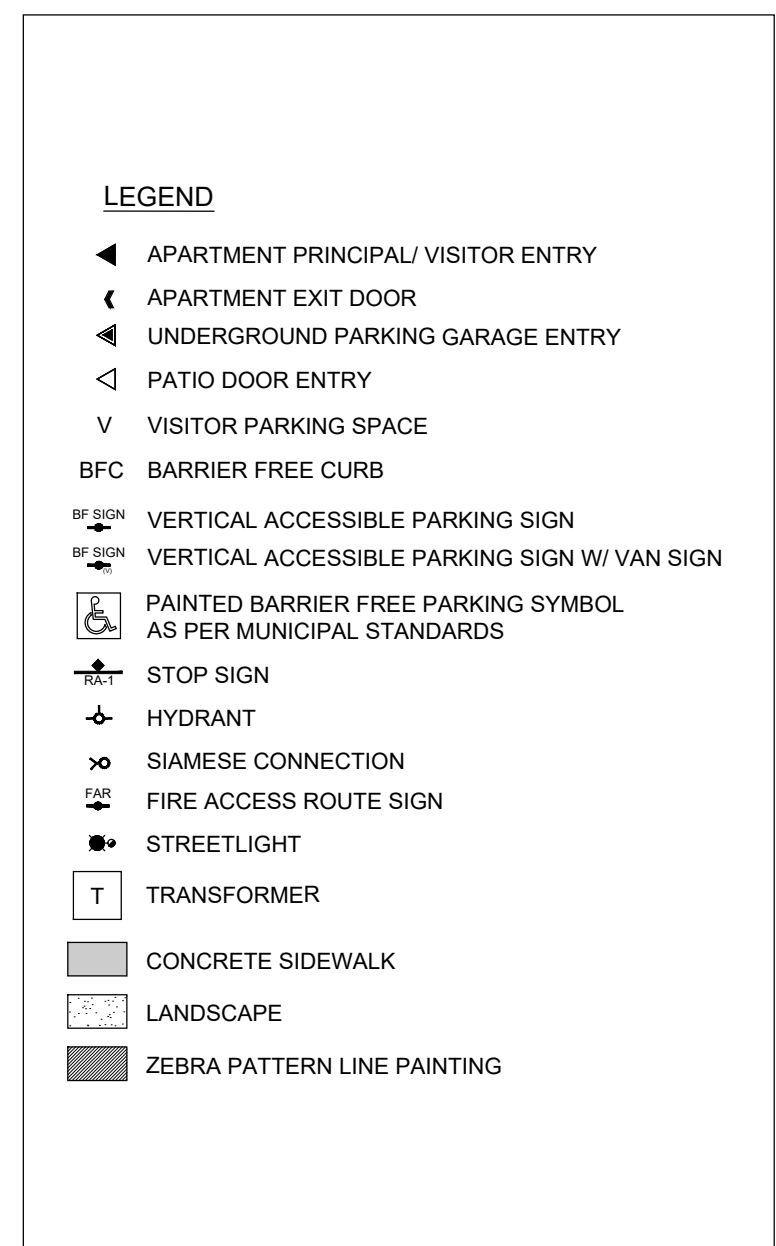 LEGEND
APARTMENT PRINCIPAL/ VISITOR ENTRY
APARTMENT EXIT DOOR
UNDERGROUND PARKING GARAGE ENTRY
PATIO DOOR ENTRY
V VISITOR PARKING SPACE
BFC BARRIER FREE CURB
BF SIGN VERTICAL ACCESSIBLE PARKING SIGN
BF SIGN (V) VERTICAL ACCESSIBLE PARKING SIGN W/ VAN SIGN
PAINTED BARRIER FREE PARKING SYMBOL
AS PER MUNICIPAL STANDARDS
RA-1 STOP SIGN
HYDRANT
SIAMESE CONNECTION
FAR FIRE ACCESS ROUTE SIGN
STREETLIGHT
T TRANSFORMER
CONCRETE SIDEWALK
LANDSCAPE
ZEBRA PATTERN LINE PAINTING